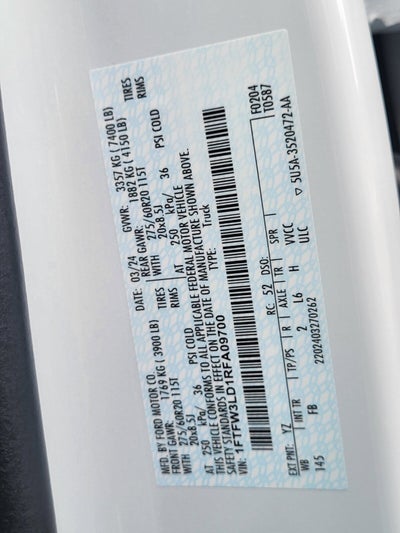 MFD. BY FORD MOTOR CO.
DATE: 03/24 GVWR: 3357 KG (7400 LB)
FRONT GAWR: 1769 KG (3900 LB) REAR GAWR: 1882 KG (4150 LB)
WITH 275/60R20 115T TIRES WITH 275/60R20 115T TIRES
20x8.5J RIMS 20x8.5J RIMS
AT 250 kPa/ 36 PSI COLD AT 250 kPa/ 36 PSI COLD
THIS VEHICLE CONFORMS TO ALL APPLICABLE FEDERAL MOTOR VEHICLE
SAFETY STANDARDS IN EFFECT ON THE DATE OF MANUFACTURE SHOWN ABOVE.
VIN: 1FTFW3LD1RFA09700 TYPE: Truck
F0204
T0587
EXT PNT: YZ RC: 52 DSO:
WB INT TR TP/PS R AXLE TR SPR
145 FB 2 L6 H VVCC
ULC
2202403270262
▽ 5U5A-3520472-AA